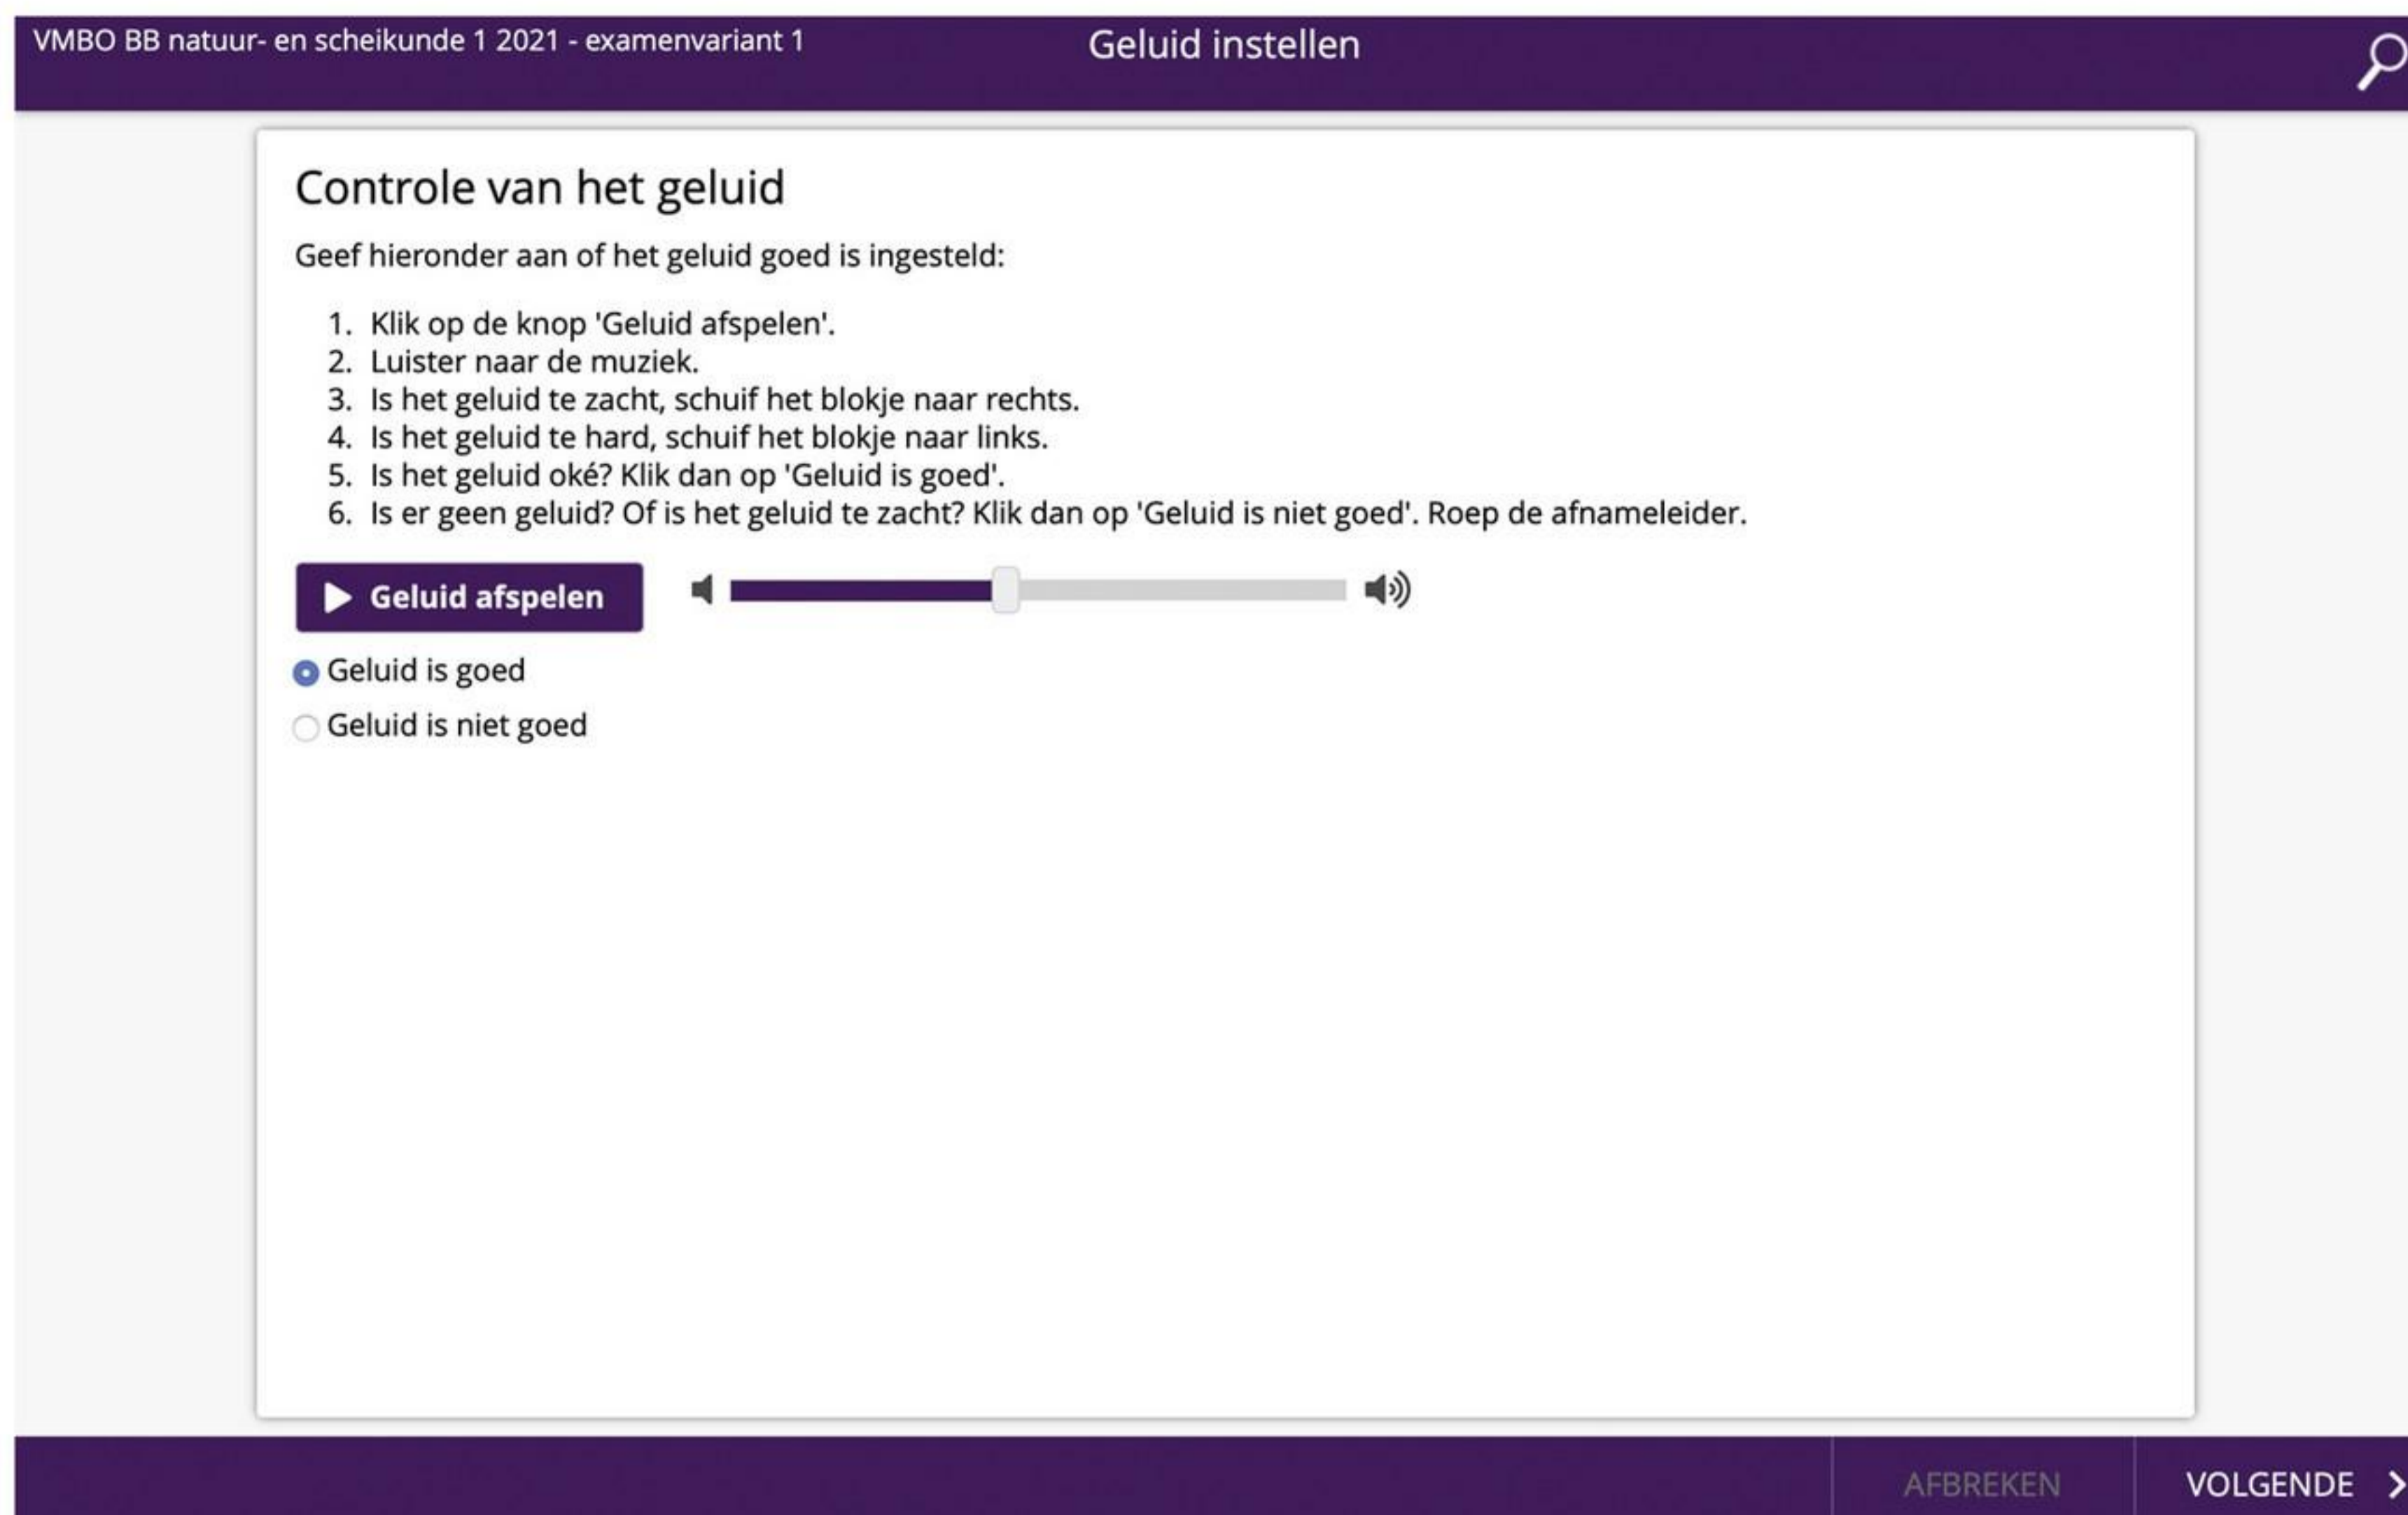 VMBO BB natuur- en scheikunde 1 2021 - examenvariant 1
Geluid instellen
Controle van het geluid
Geef hieronder aan of het geluid goed is ingesteld:
1. Klik op de knop 'Geluid afspelen'.
2. Luister naar de muziek.
3. Is het geluid te zacht, schuif het blokje naar rechts.
4. Is het geluid te hard, schuif het blokje naar links.
5. Is het geluid oké? Klik dan op 'Geluid is goed'.
6. Is er geen geluid? Of is het geluid te zacht? Klik dan op 'Geluid is niet goed'. Roep de afnameleider.
Geluid afspelen
Geluid is goed
Geluid is niet goed
AFBREKEN
VOLGENDE